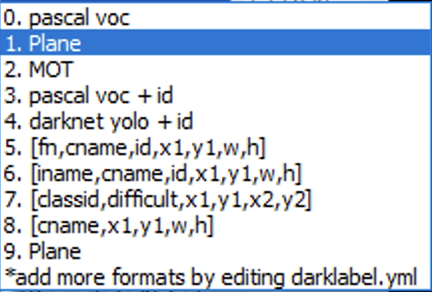 0. pascal voc
1. Plane
2. MOT
3. pascal voc + id
4. darknet yolo + id
5. [fn,cname,id,x1,y1,w,h]
6. [iname,cname,id,x1,y1,w,h]
7. [classid,difficult,x1,y1,x2,y2]
8. [cname,x1,y1,w,h]
9. Plane
*add more formats by editing darklabel.yml